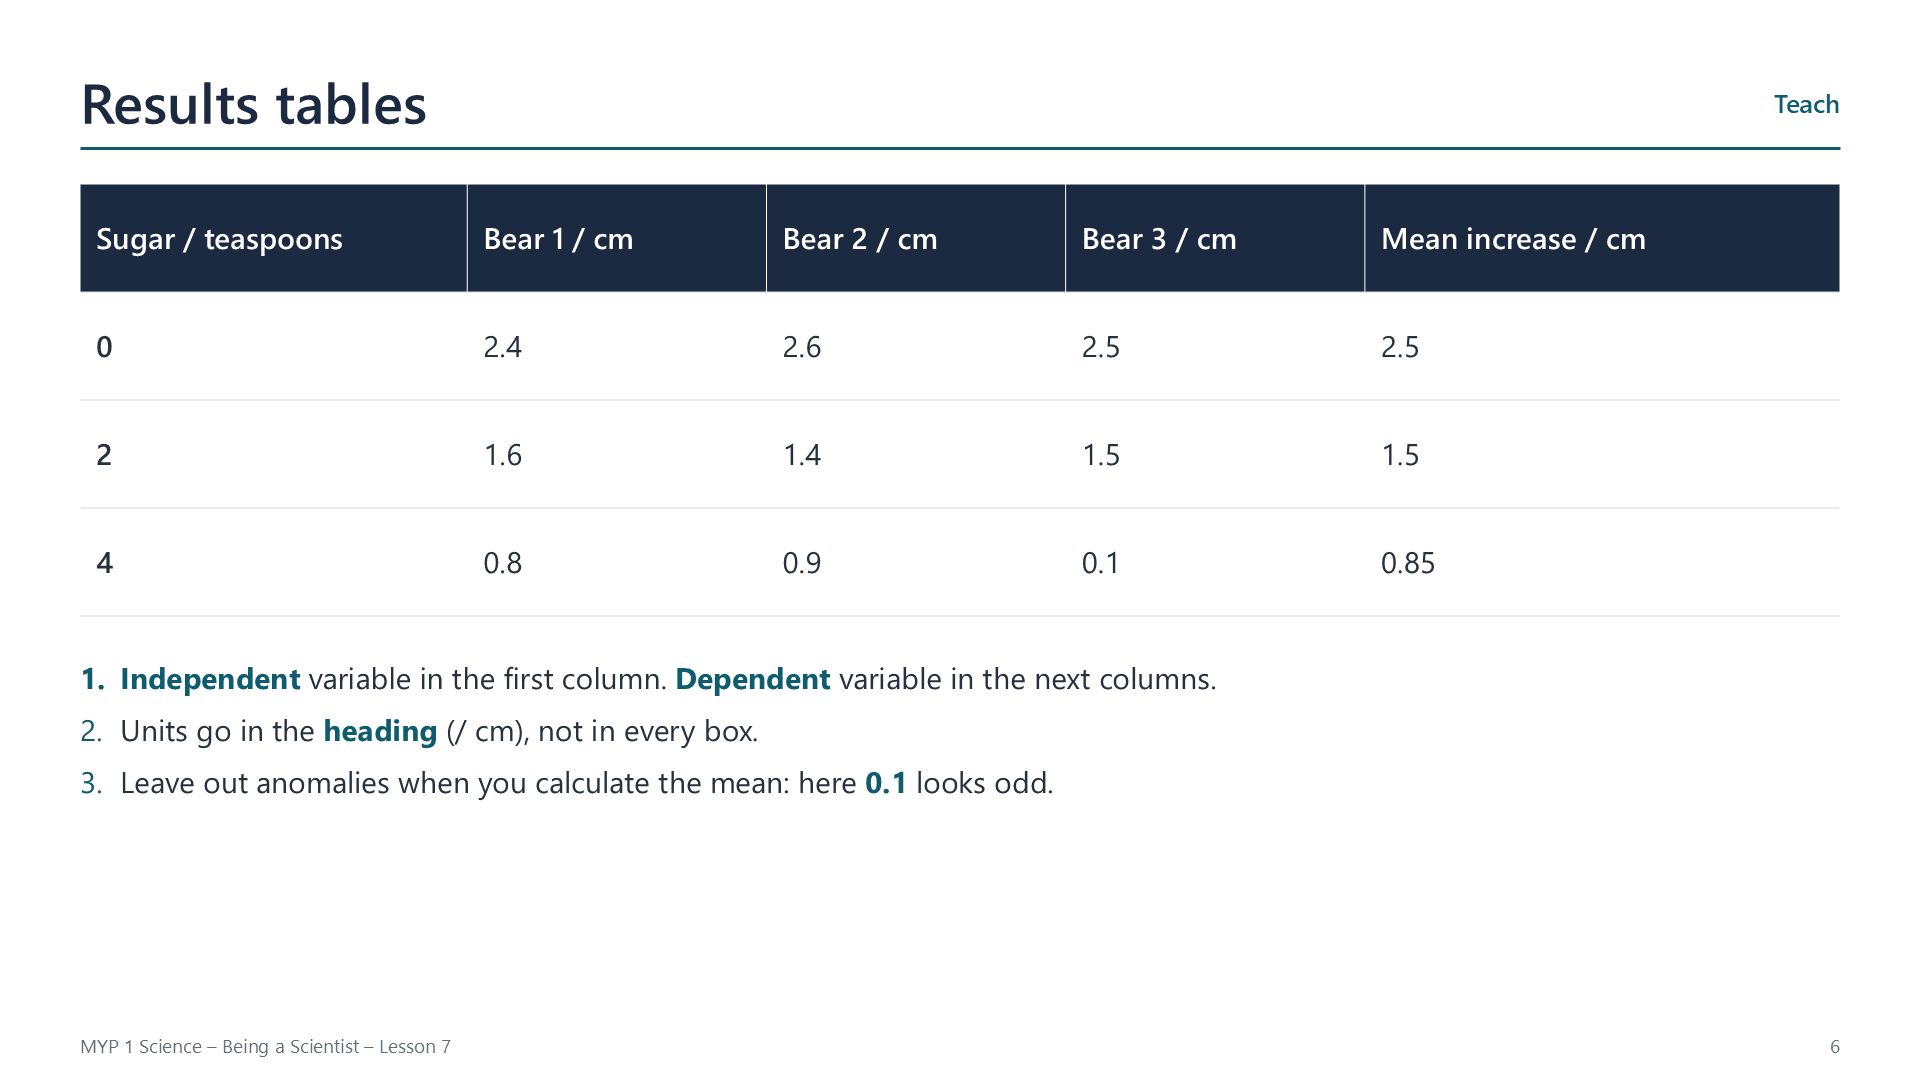 Results tables
Teach
Sugar / teaspoons Bear 1 / cm Bear 2 / cm Bear 3 / cm Mean increase / cm
0 2.4 2.6 2.5 2.5
2 1.6 1.4 1.5 1.5
4 0.8 0.9 0.1 0.85
1. Independent variable in the first column. Dependent variable in the next columns.
2. Units go in the heading (/ cm), not in every box.
3. Leave out anomalies when you calculate the mean: here 0.1 looks odd.
MYP 1 Science – Being a Scientist – Lesson 7
6